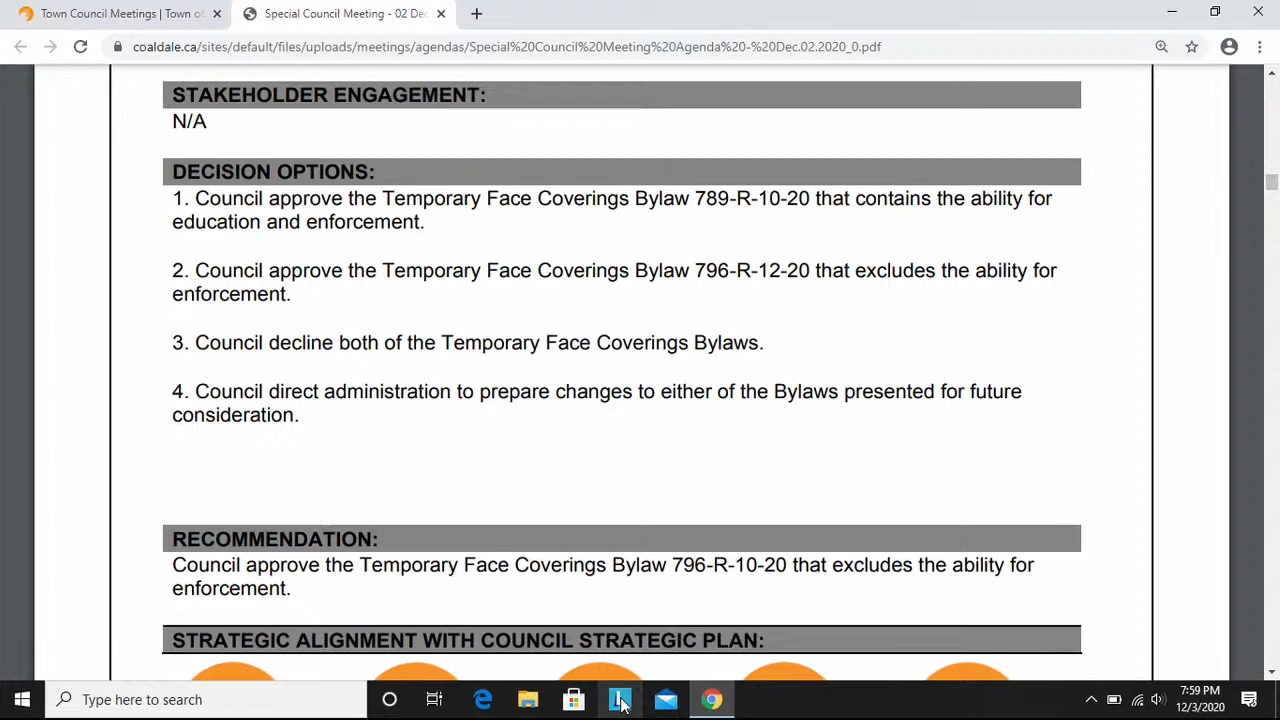 Town Council Meetings | Town of
Special Council Meeting - 02 Dec
coaldale.ca/sites/default/files/uploads/meetings/agendas/Special%20Council%20Meeting%20Agenda%20-%20Dec.02.2020_0.pdf
STAKEHOLDER ENGAGEMENT:
N/A
DECISION OPTIONS:
1. Council approve the Temporary Face Coverings Bylaw 789-R-10-20 that contains the ability for
education and enforcement.
2. Council approve the Temporary Face Coverings Bylaw 796-R-12-20 that excludes the ability for
enforcement.
3. Council decline both of the Temporary Face Coverings Bylaws.
4. Council direct administration to prepare changes to either of the Bylaws presented for future
consideration.
RECOMMENDATION:
Council approve the Temporary Face Coverings Bylaw 796-R-10-20 that excludes the ability for
enforcement.
STRATEGIC ALIGNMENT WITH COUNCIL STRATEGIC PLAN:
Type here to search
7:59 PM
12/3/2020